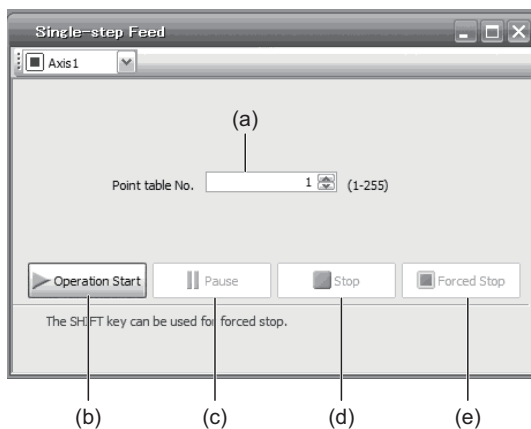 Single-step Feed
Axis1
(a)
Point table No. 1 (1-255)
Operation Start Pause Stop Forced Stop
The SHIFT key can be used for forced stop.
(b) (c) (d) (e)